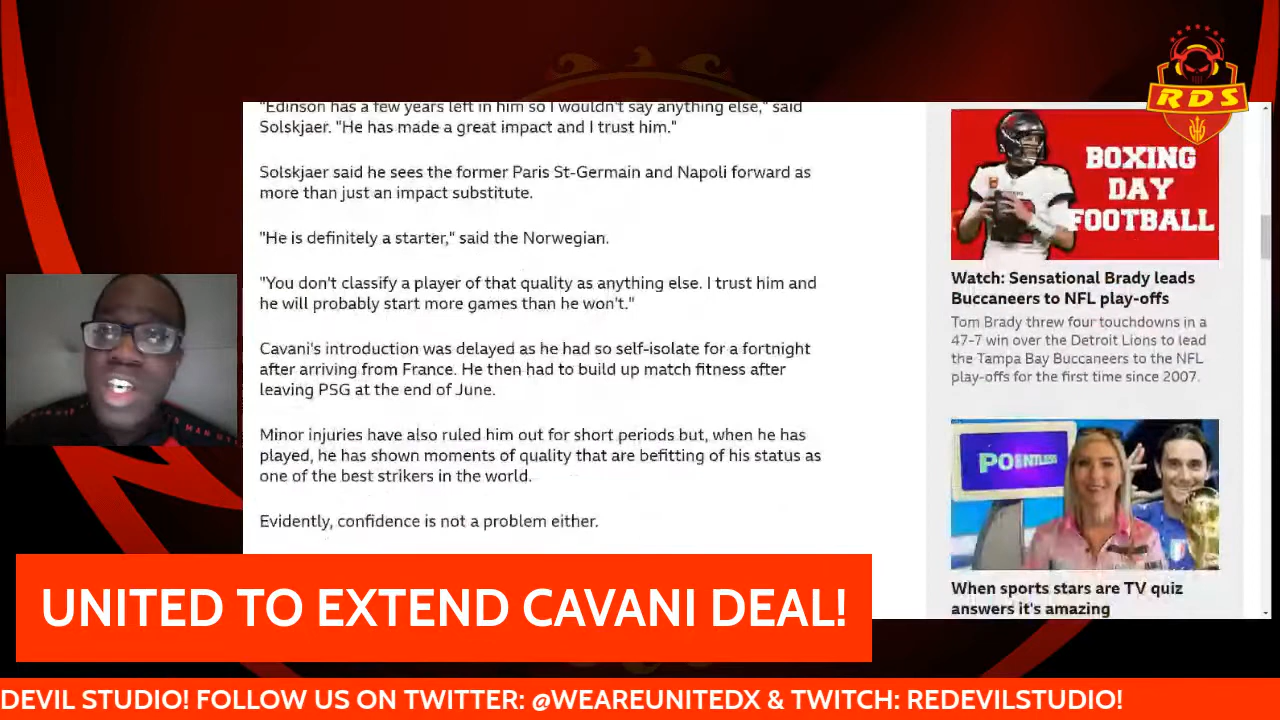 RDS
"Edinson has a few years left in him so I wouldn't say anything else," said
Solskjaer. "He has made a great impact and I trust him."
Solskjaer said he sees the former Paris St-Germain and Napoli forward as
more than just an impact substitute.
"He is definitely a starter," said the Norwegian.
"You don't classify a player of that quality as anything else. I trust him and
he will probably start more games than he won't."
Cavani's introduction was delayed as he had so self-isolate for a fortnight
after arriving from France. He then had to build up match fitness after
leaving PSG at the end of June.
Minor injuries have also ruled him out for short periods but, when he has
played, he has shown moments of quality that are befitting of his status as
one of the best strikers in the world.
Evidently, confidence is not a problem either.
BOXING
DAY
FOOTBALL
Watch: Sensational Brady leads
Buccaneers to NFL play-offs
Tom Brady threw four touchdowns in a
47-7 win over the Detroit Lions to lead
the Tampa Bay Buccaneers to the NFL
play-offs for the first time since 2007.
POINTLESS
When sports stars are TV quiz
answers it's amazing
UNITED TO EXTEND CAVANI DEAL!
DEVIL STUDIO! FOLLOW US ON TWITTER: @WEAREUNITEDX & TWITCH: REDEVILSTUDIO!